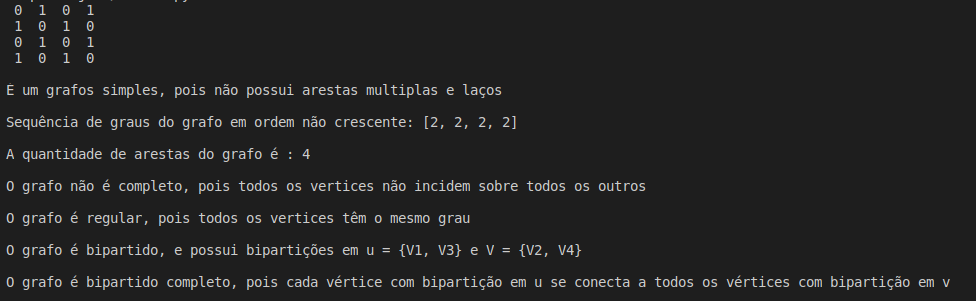 0 1 0 1
1 0 1 0
0 1 0 1
1 0 1 0
É um grafos simples, pois não possui arestas multiplas e laços
Sequência de graus do grafo em ordem não crescente: [2, 2, 2, 2]
A quantidade de arestas do grafo é : 4
O grafo não é completo, pois todos os vertices não incidem sobre todos os outros
O grafo é regular, pois todos os vertices têm o mesmo grau
O grafo é bipartido, e possui bipartições em u = {V1, V3} e V = {V2, V4}
O grafo é bipartido completo, pois cada vértice com bipartição em u se conecta a todos os vértices com bipartição em v